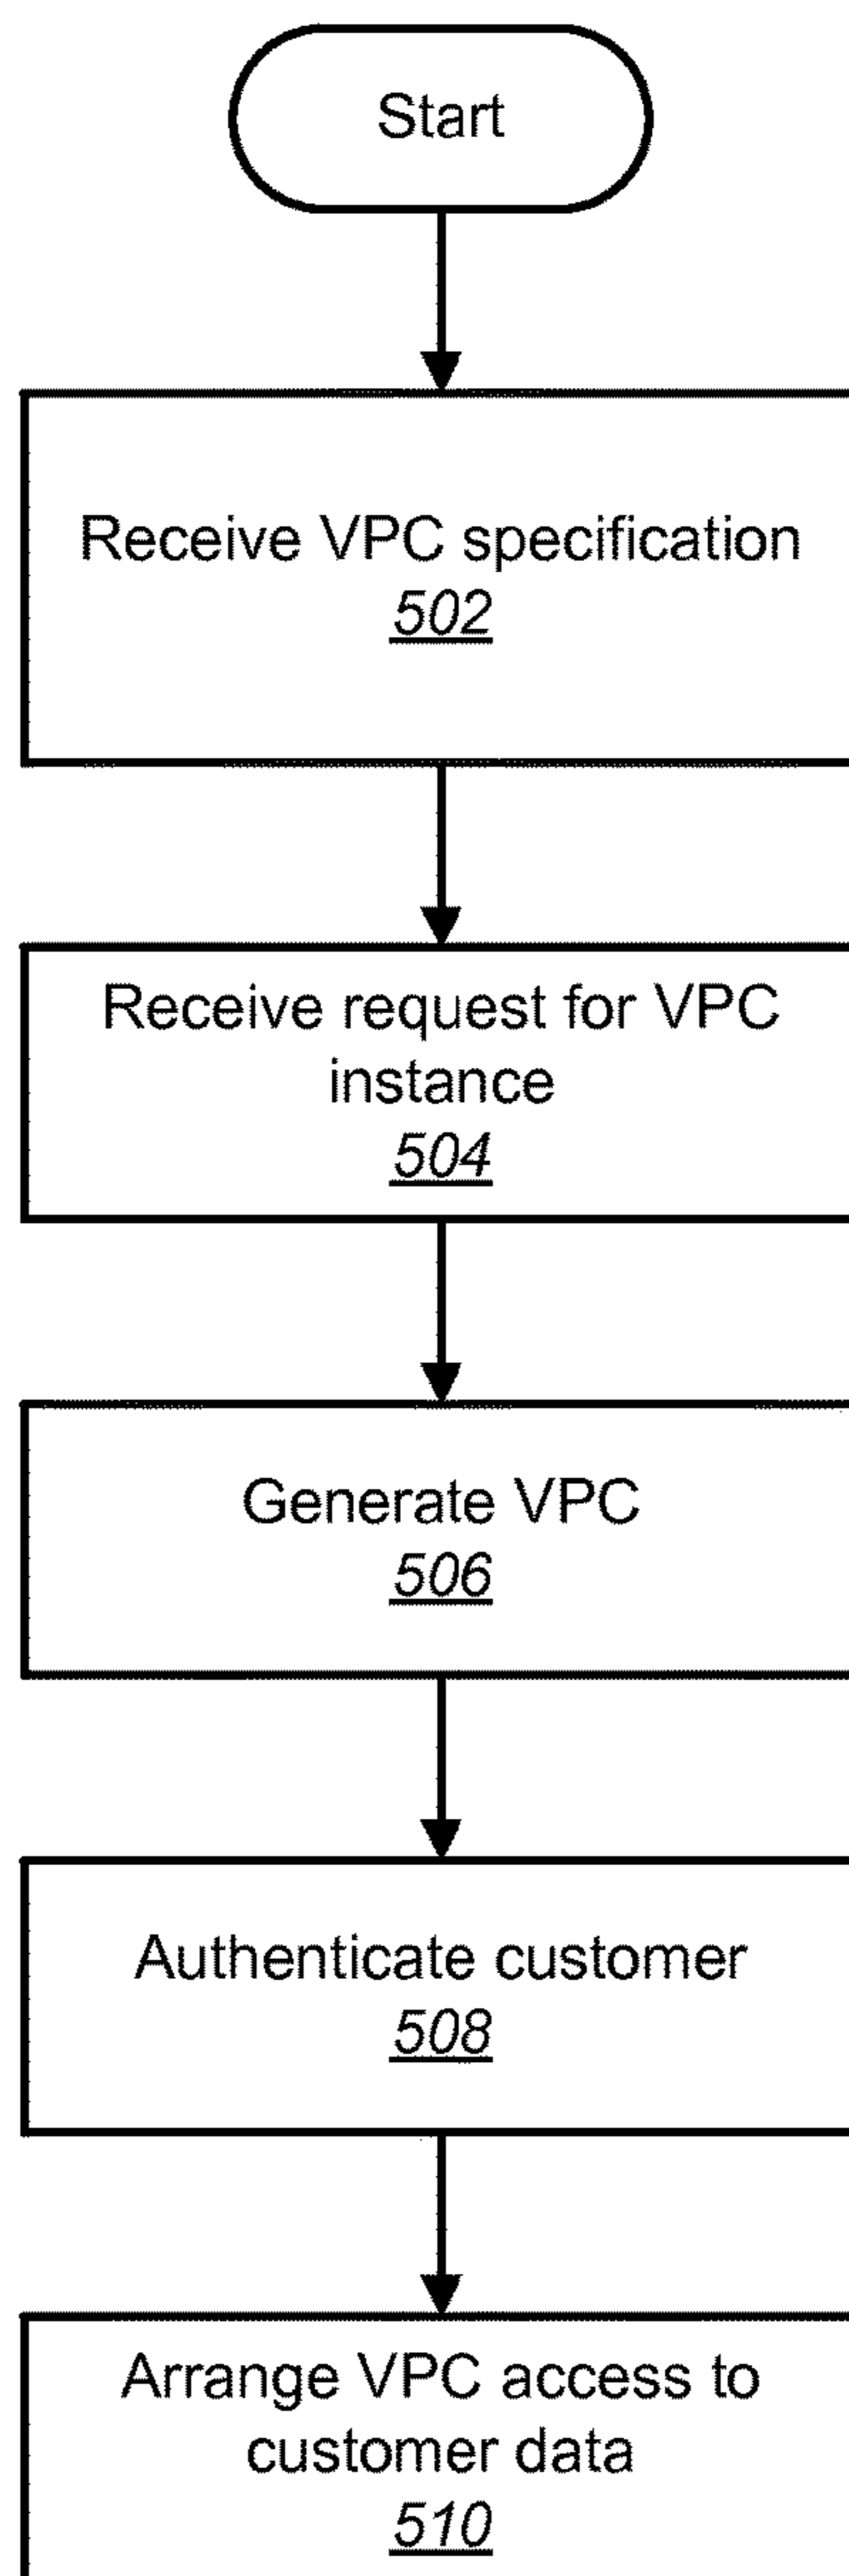 Start
Receive VPC specification
502
Receive request for VPC
instance
504
Generate VPC
506
Authenticate customer
508
Arrange VPC access to
customer data
510